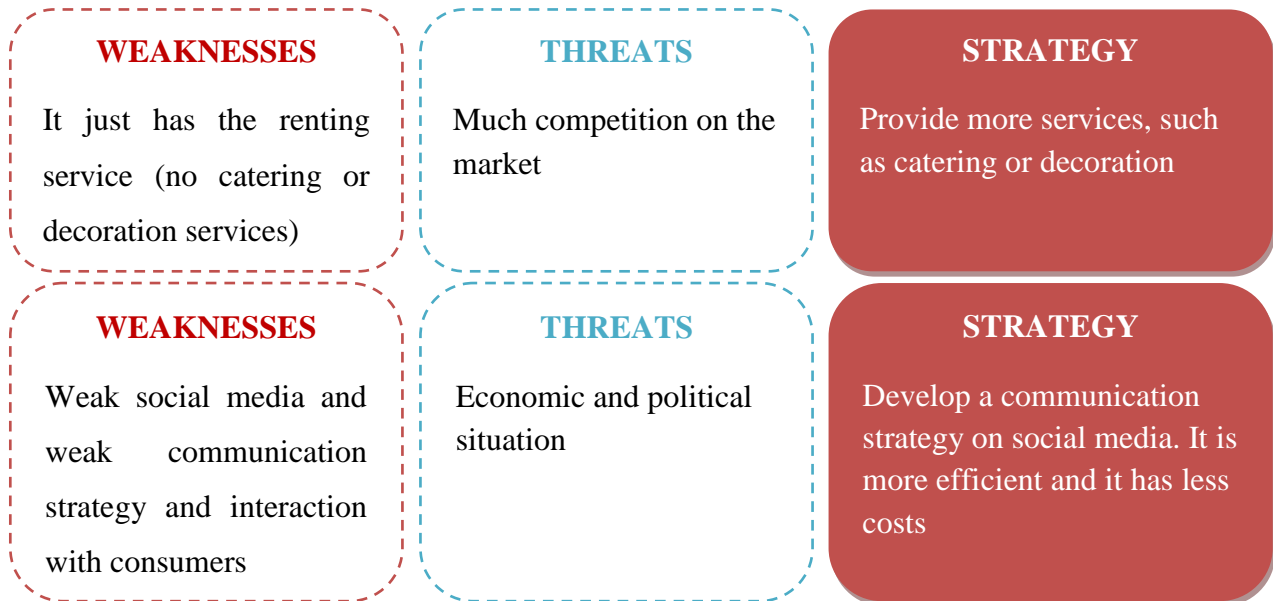 WEAKNESSES
It just has the renting
service (no catering or
decoration services)
THREATS
Much competition on the
market
STRATEGY
Provide more services, such
as catering or decoration
WEAKNESSES
Weak social media and
weak communication
strategy and interaction
with consumers
THREATS
Economic and political
situation
STRATEGY
Develop a communication
strategy on social media. It is
more efficient and it has less
costs